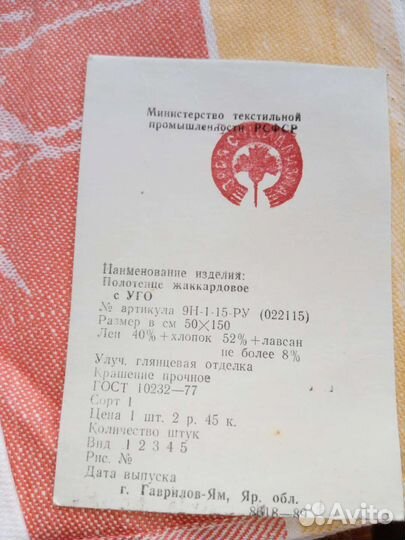 Министерство текстильной
промышленности РСФСР
Наименование изделия:
Полотенце жаккардовое
с УГО
№ артикула 9Н-1-15-РУ (022115)
Размер в см 50×150
Лен 40%+хлопок 52%+лавсан
не более 8%
Улуч. глянцевая отделка
Крашение прочное
ГОСТ 10232—77
Сорт 1
Цена 1 шт. 2 р. 45 к.
Количество штук
Вид 1 2 3 4 5
Рис. №
Дата выпуска
г. Гаврилов-Ям, Яр. обл.
8618—89
Avito